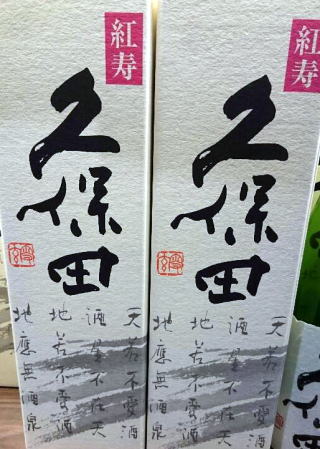 紅寿
久保田
天若不愛酒
酒星不在天
地若不愛酒
地應無酒泉
紅寿
久保田
天若不愛酒
酒星不在天
地若不愛酒
地應無酒泉